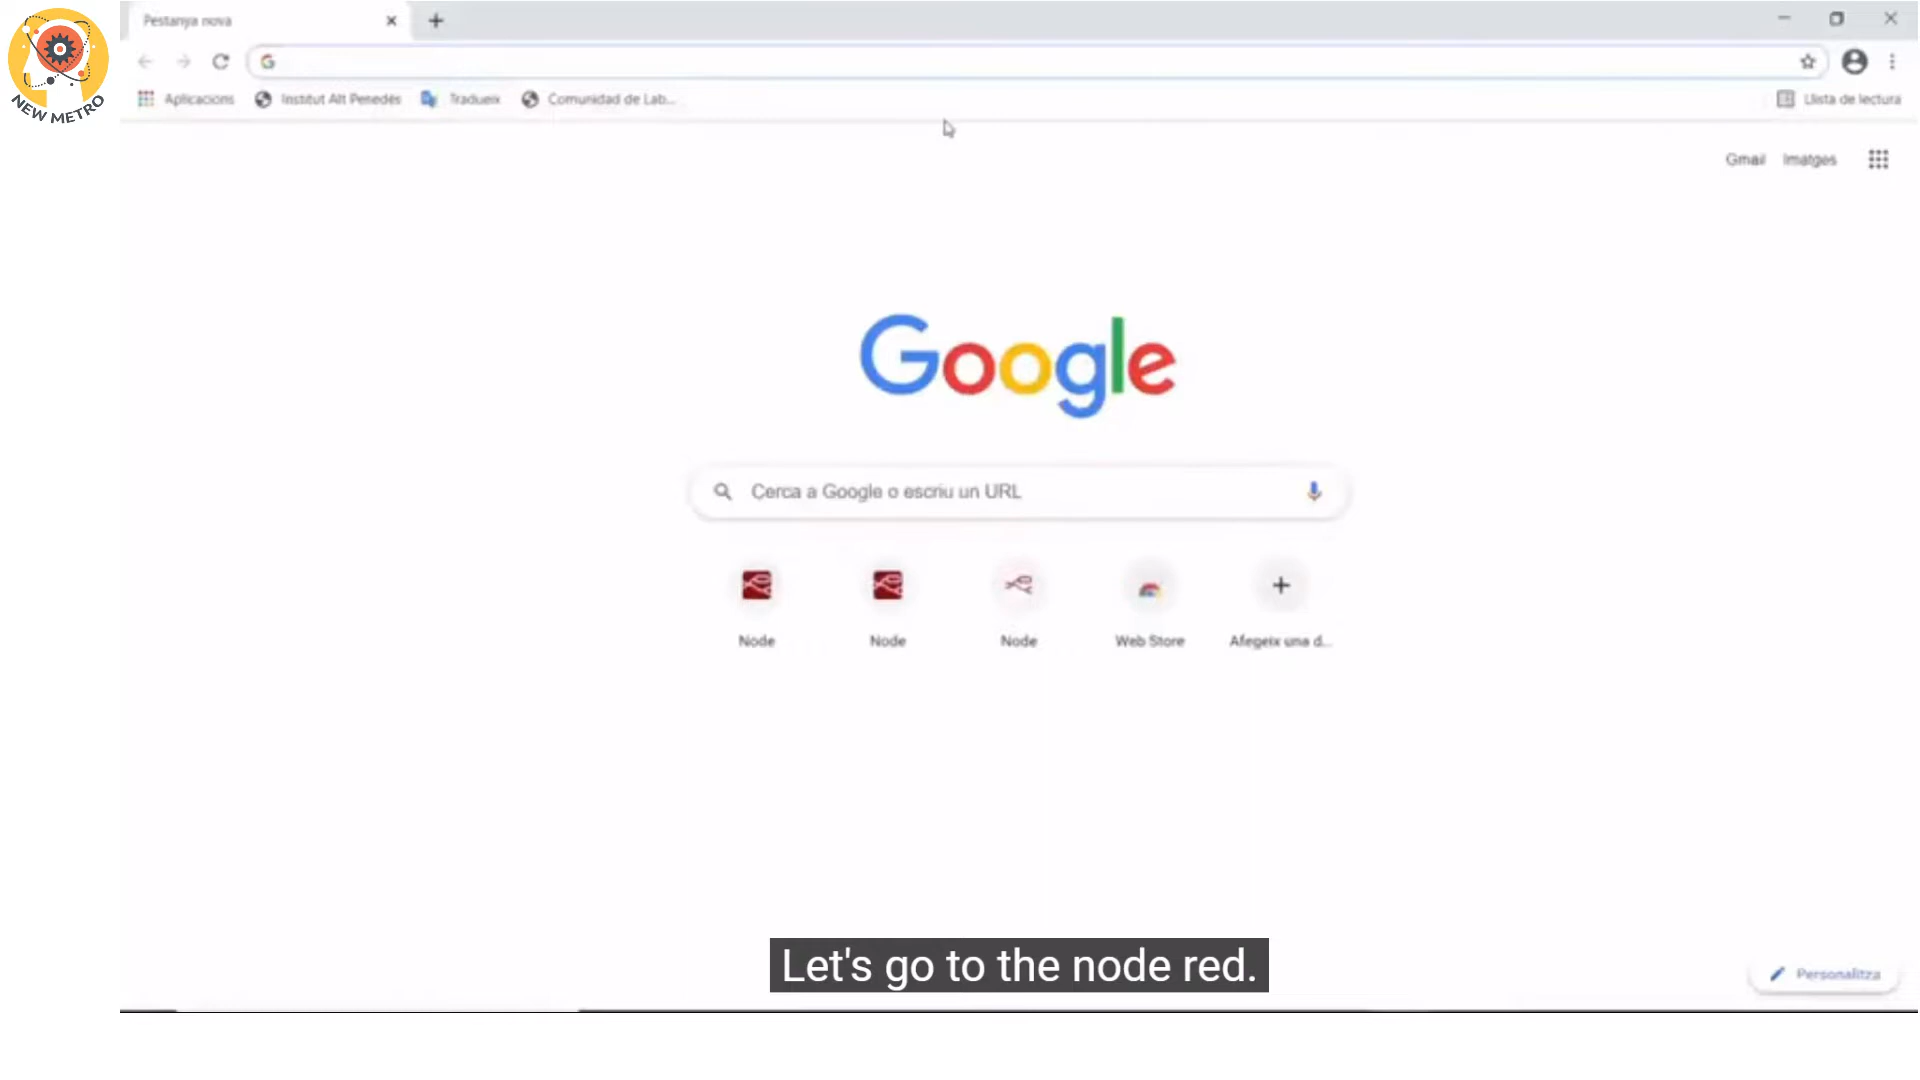 Pestanya nova
NEW METRO
Aplicacions
Institut Alt Penedès
Tradueix
Comunidad de Lab...
Llista de lectura
Gmail
Imatges
Google
Cerca a Google o escriu un URL
Node
Node
Node
Web Store
Afegeix una d...
Let's go to the node red.
Personalitza